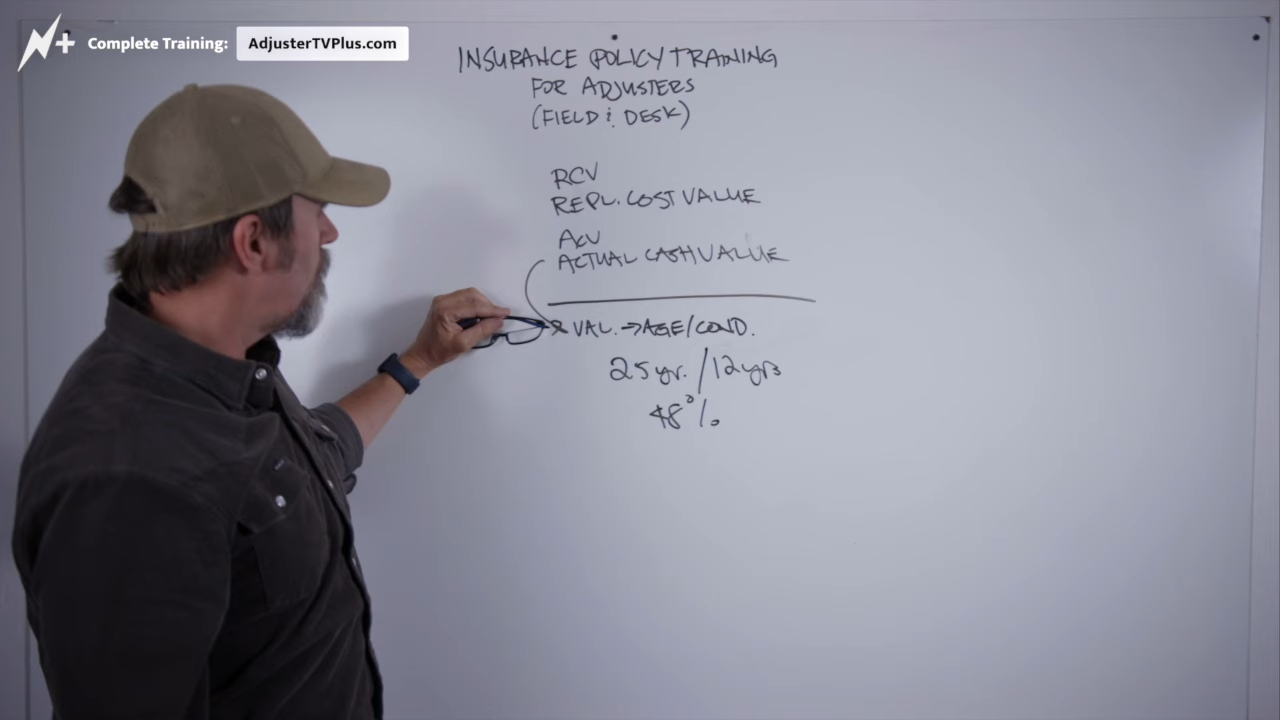 Complete Training: AdjusterTVPlus.com
INSURANCE POLICY TRAINING
FOR ADJUSTERS
(FIELD & DESK)
RCV
REPL. COST VALUE
ACV
ACTUAL CASH VALUE
VAL. → AGE/COND.
25 yr. / 12 yrs
48%